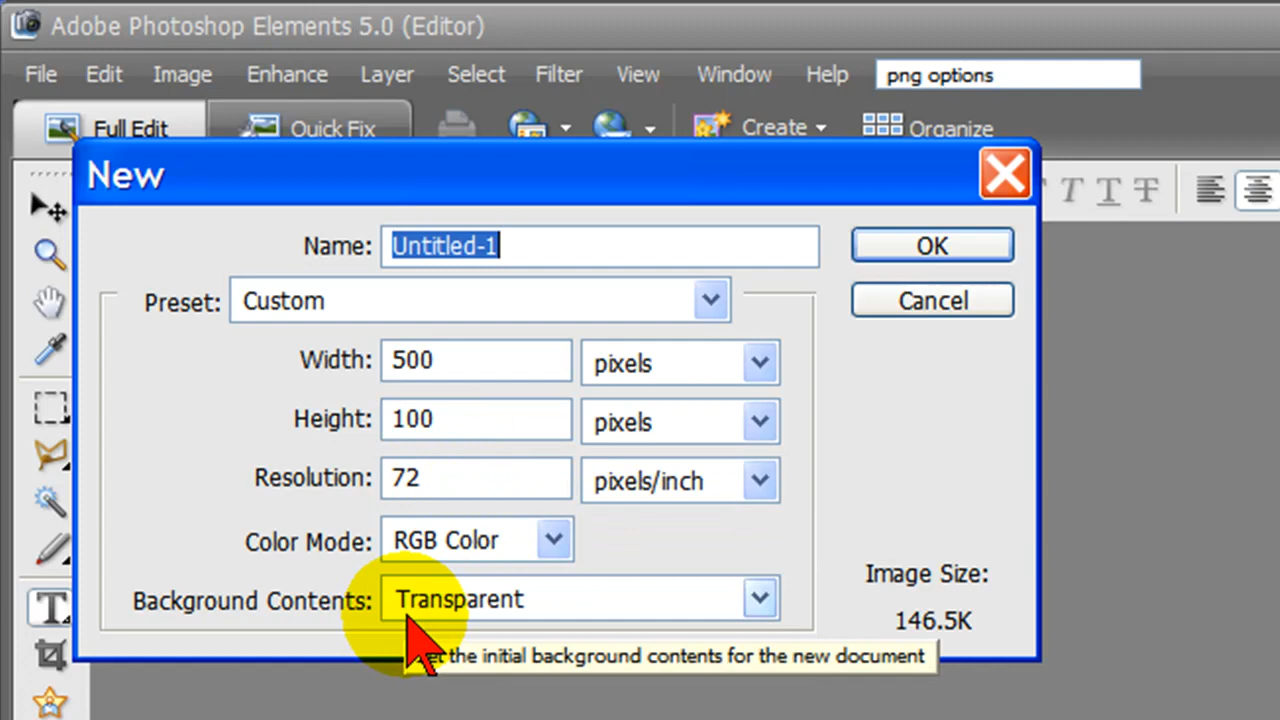 Adobe Photoshop Elements 5.0 (Editor)
File Edit Image Enhance Layer Select Filter View Window Help png options
Full Edit Quick Fix Create Organize
T T T
New
Name: Untitled-1 OK
Preset: Custom Cancel
Width: 500 pixels
Height: 100 pixels
Resolution: 72 pixels/inch
Color Mode: RGB Color
Image Size:
Background Contents: Transparent
146.5K
T
the initial background contents for the new document